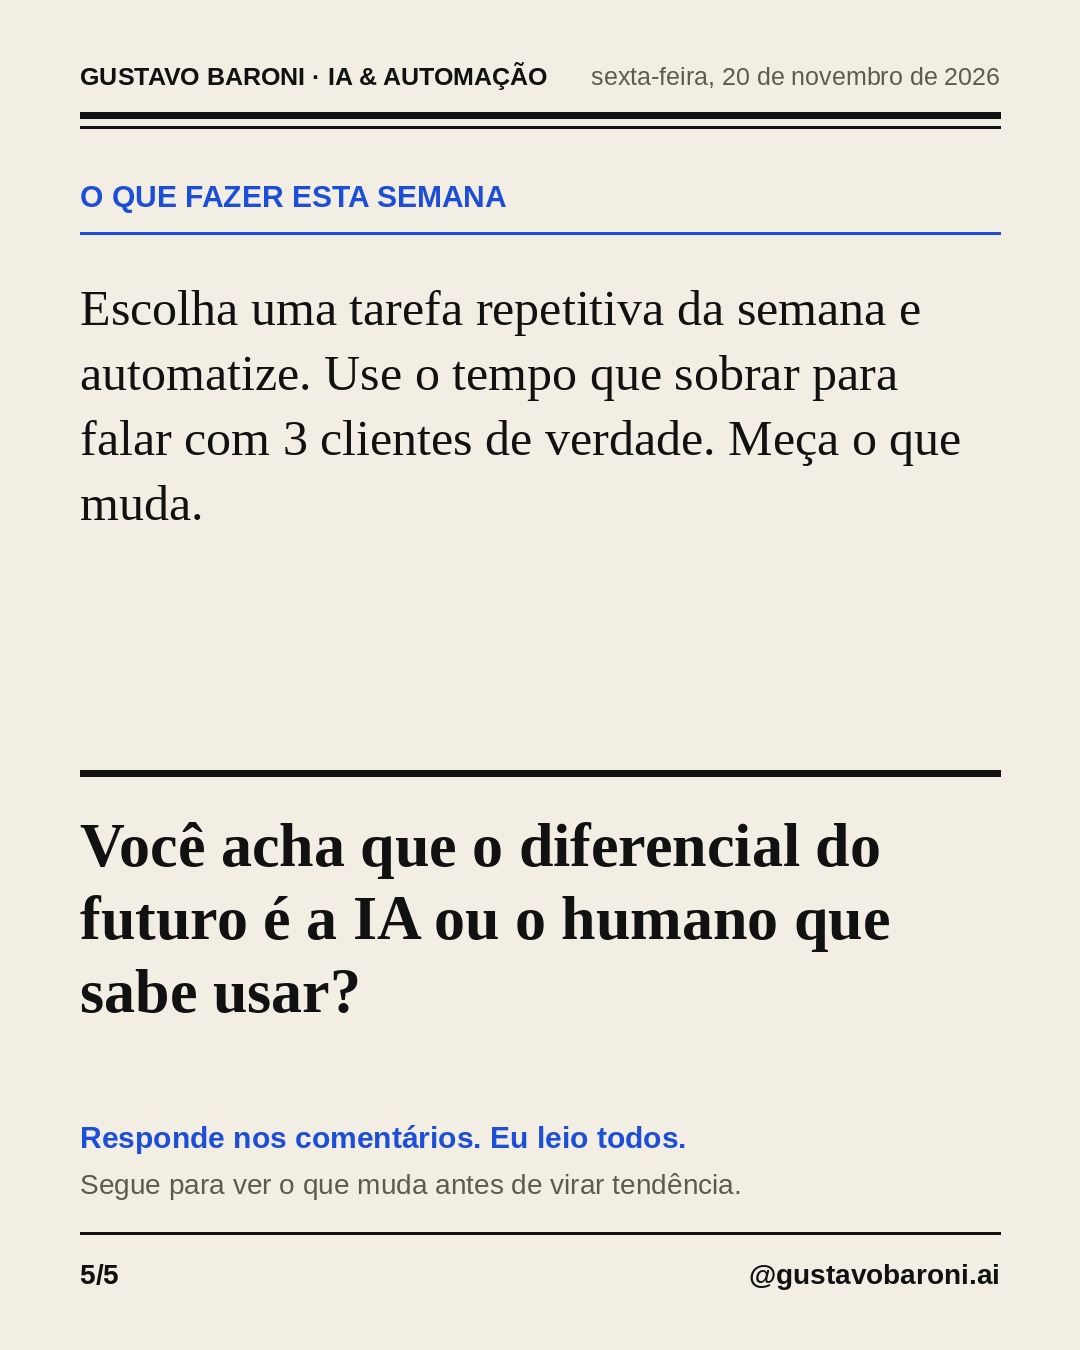 GUSTAVO BARONI · IA & AUTOMAÇÃO
sexta-feira, 20 de novembro de 2026
O QUE FAZER ESTA SEMANA
Escolha uma tarefa repetitiva da semana e
automatize. Use o tempo que sobrar para
falar com 3 clientes de verdade. Meça o que
muda.
Você acha que o diferencial do
futuro é a IA ou o humano que
sabe usar?
Responde nos comentários. Eu leio todos.
Segue para ver o que muda antes de virar tendência.
5/5
@gustavobaroni.ai